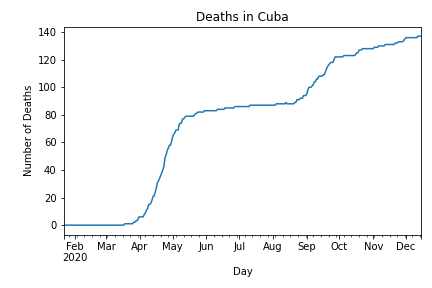 Deaths in Cuba
Number of Deaths
140
120
100
80
60
40
20
0
Feb Mar Apr May Jun Jul Aug Sep Oct Nov Dec
2020
Day